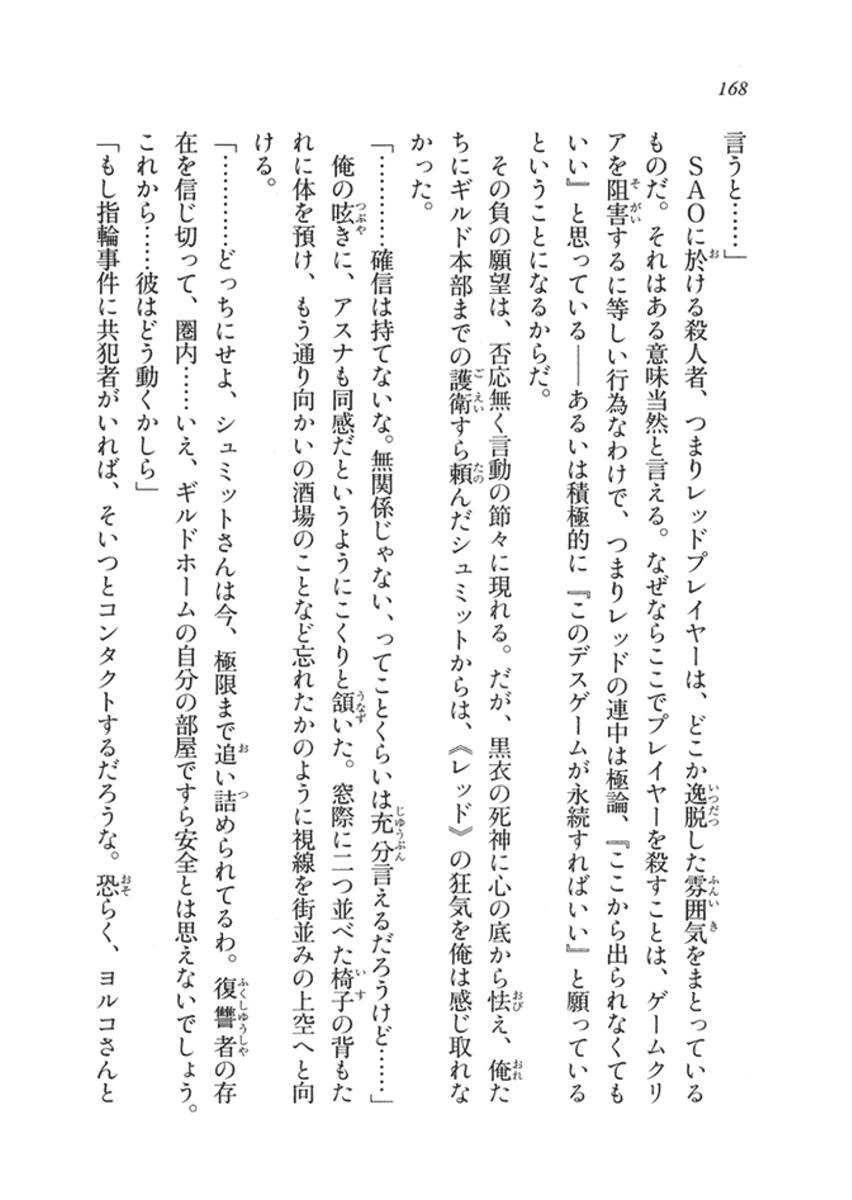 168
言うと……」
　ＳＡＯに於ける殺人者、つまりレッドプレイヤーは、どこか逸脱した雰囲気をまとっている
ものだ。それはある意味当然と言える。なぜならここでプレイヤーを殺すことは、ゲームクリ
アを阻害するに等しい行為なわけで、つまりレッドの連中は極論、『ここから出られなくても
いい』と思っている――あるいは積極的に『このデスゲームが永続すればいい』と願っている
ということになるからだ。
　その負の願望は、否応無く言動の節々に現れる。だが、黒衣の死神に心の底から怯え、俺た
ちにギルド本部までの護衛すら頼んだシュミットからは、《レッド》の狂気を俺は感じ取れな
かった。
「…………確信は持てないな。無関係じゃない、ってことくらいは充分言えるだろうけど……」
　俺の呟きに、アスナも同感だというようにこくりと頷いた。窓際に二つ並べた椅子の背もた
れに体を預け、もう通り向かいの酒場のことなど忘れたかのように視線を街並みの上空へと向
ける。
「…………どっちにせよ、シュミットさんは今、極限まで追い詰められてるわ。復讐者の存
在を信じ切って、圏内……いえ、ギルドホームの自分の部屋ですら安全とは思えないでしょう。
これから……彼はどう動くかしら」
「もし指輪事件に共犯者がいれば、そいつとコンタクトするだろうな。恐らく、ヨルコさんと